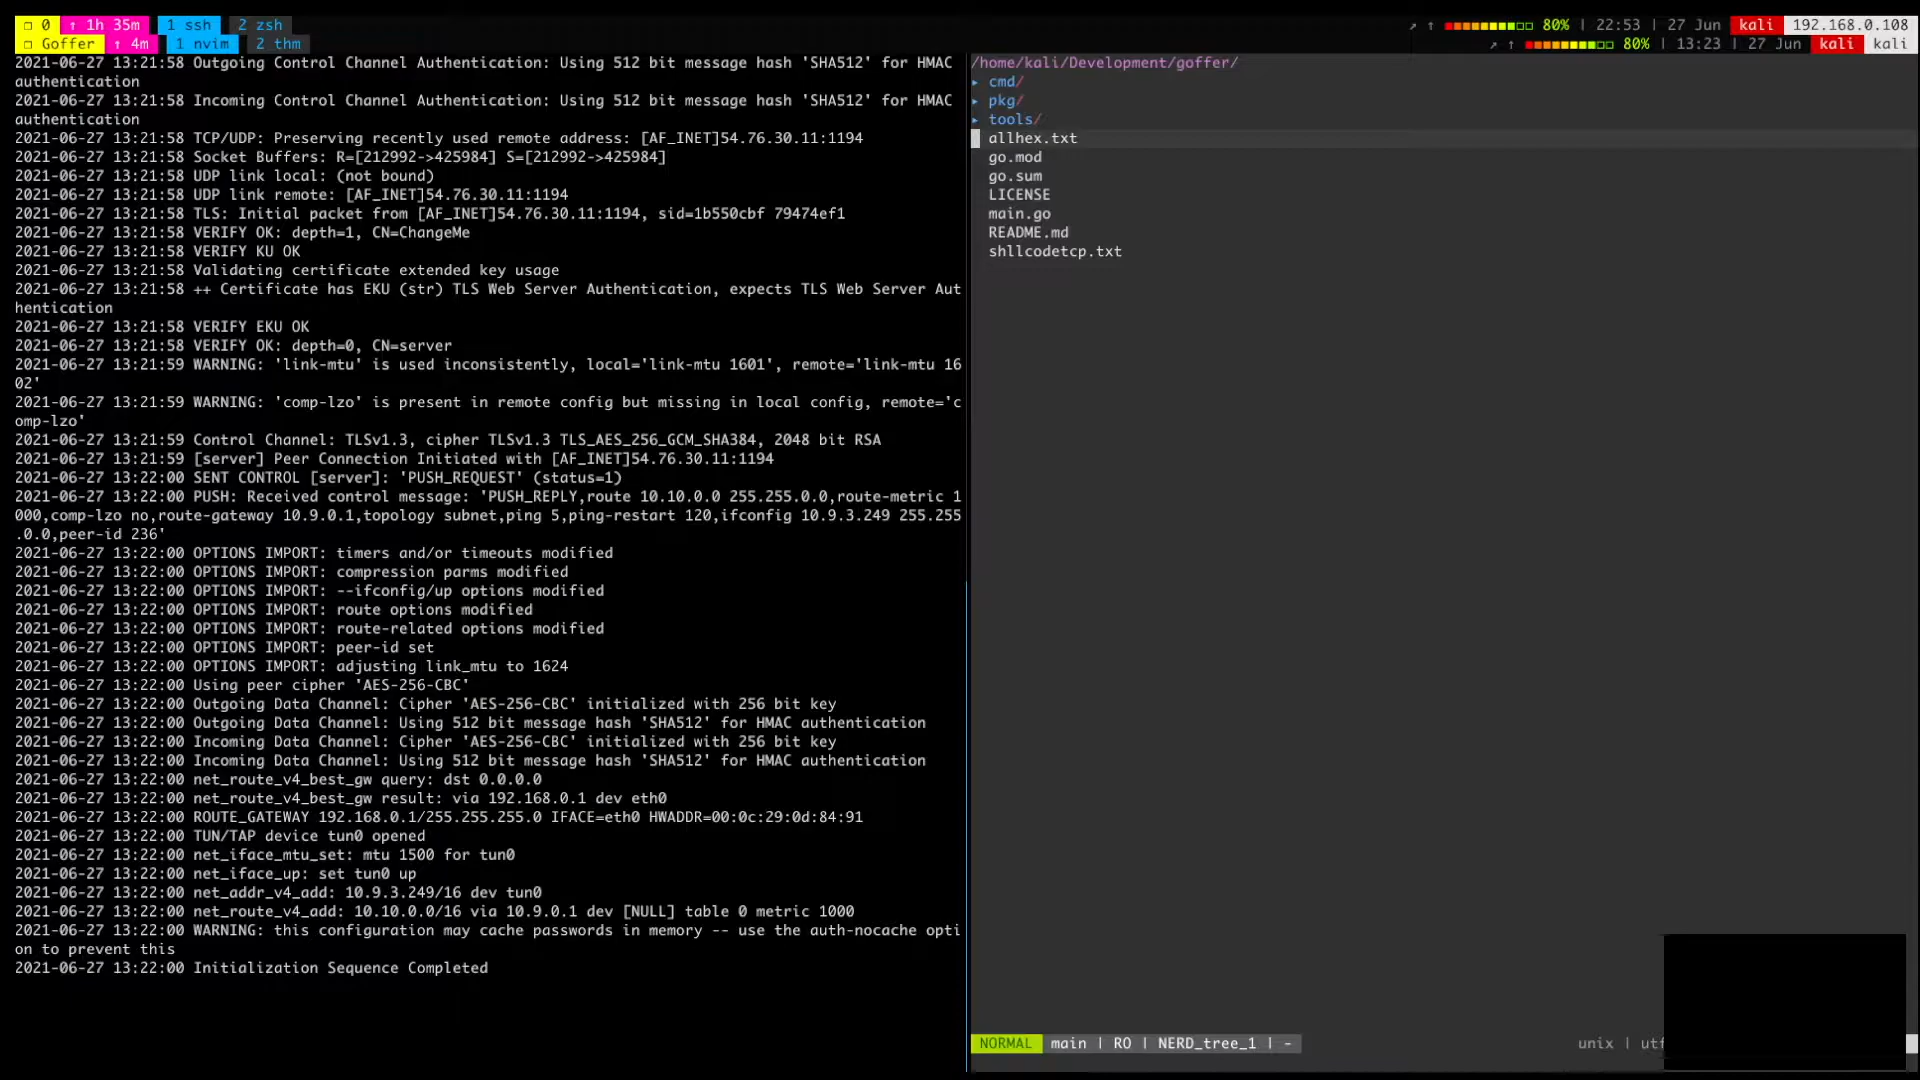 ❐ 0 ↑ 1h 35m 1 ssh 2 zsh ↗ ↑ 80% | 22:53 | 27 Jun kali 192.168.0.108
❐ Goffer ↑ 4m 1 nvim 2 thm ↗ ↑ 80% | 13:23 | 27 Jun kali kali
2021-06-27 13:21:58 Outgoing Control Channel Authentication: Using 512 bit message hash 'SHA512' for HMAC
authentication
2021-06-27 13:21:58 Incoming Control Channel Authentication: Using 512 bit message hash 'SHA512' for HMAC
authentication
2021-06-27 13:21:58 TCP/UDP: Preserving recently used remote address: [AF_INET]54.76.30.11:1194
2021-06-27 13:21:58 Socket Buffers: R=[212992->425984] S=[212992->425984]
2021-06-27 13:21:58 UDP link local: (not bound)
2021-06-27 13:21:58 UDP link remote: [AF_INET]54.76.30.11:1194
2021-06-27 13:21:58 TLS: Initial packet from [AF_INET]54.76.30.11:1194, sid=1b550cbf 79474ef1
2021-06-27 13:21:58 VERIFY OK: depth=1, CN=ChangeMe
2021-06-27 13:21:58 VERIFY KU OK
2021-06-27 13:21:58 Validating certificate extended key usage
2021-06-27 13:21:58 ++ Certificate has EKU (str) TLS Web Server Authentication, expects TLS Web Server Aut
hentication
2021-06-27 13:21:58 VERIFY EKU OK
2021-06-27 13:21:58 VERIFY OK: depth=0, CN=server
2021-06-27 13:21:59 WARNING: 'link-mtu' is used inconsistently, local='link-mtu 1601', remote='link-mtu 16
02'
2021-06-27 13:21:59 WARNING: 'comp-lzo' is present in remote config but missing in local config, remote='c
omp-lzo'
2021-06-27 13:21:59 Control Channel: TLSv1.3, cipher TLSv1.3 TLS_AES_256_GCM_SHA384, 2048 bit RSA
2021-06-27 13:21:59 [server] Peer Connection Initiated with [AF_INET]54.76.30.11:1194
2021-06-27 13:22:00 SENT CONTROL [server]: 'PUSH_REQUEST' (status=1)
2021-06-27 13:22:00 PUSH: Received control message: 'PUSH_REPLY,route 10.10.0.0 255.255.0.0,route-metric 1
000,comp-lzo no,route-gateway 10.9.0.1,topology subnet,ping 5,ping-restart 120,ifconfig 10.9.3.249 255.255
.0.0,peer-id 236'
2021-06-27 13:22:00 OPTIONS IMPORT: timers and/or timeouts modified
2021-06-27 13:22:00 OPTIONS IMPORT: compression parms modified
2021-06-27 13:22:00 OPTIONS IMPORT: --ifconfig/up options modified
2021-06-27 13:22:00 OPTIONS IMPORT: route options modified
2021-06-27 13:22:00 OPTIONS IMPORT: route-related options modified
2021-06-27 13:22:00 OPTIONS IMPORT: peer-id set
2021-06-27 13:22:00 OPTIONS IMPORT: adjusting link_mtu to 1624
2021-06-27 13:22:00 Using peer cipher 'AES-256-CBC'
2021-06-27 13:22:00 Outgoing Data Channel: Cipher 'AES-256-CBC' initialized with 256 bit key
2021-06-27 13:22:00 Outgoing Data Channel: Using 512 bit message hash 'SHA512' for HMAC authentication
2021-06-27 13:22:00 Incoming Data Channel: Cipher 'AES-256-CBC' initialized with 256 bit key
2021-06-27 13:22:00 Incoming Data Channel: Using 512 bit message hash 'SHA512' for HMAC authentication
2021-06-27 13:22:00 net_route_v4_best_gw query: dst 0.0.0.0
2021-06-27 13:22:00 net_route_v4_best_gw result: via 192.168.0.1 dev eth0
2021-06-27 13:22:00 ROUTE_GATEWAY 192.168.0.1/255.255.255.0 IFACE=eth0 HWADDR=00:0c:29:0d:84:91
2021-06-27 13:22:00 TUN/TAP device tun0 opened
2021-06-27 13:22:00 net_iface_mtu_set: mtu 1500 for tun0
2021-06-27 13:22:00 net_iface_up: set tun0 up
2021-06-27 13:22:00 net_addr_v4_add: 10.9.3.249/16 dev tun0
2021-06-27 13:22:00 net_route_v4_add: 10.10.0.0/16 via 10.9.0.1 dev [NULL] table 0 metric 1000
2021-06-27 13:22:00 WARNING: this configuration may cache passwords in memory -- use the auth-nocache opti
on to prevent this
2021-06-27 13:22:00 Initialization Sequence Completed
/home/kali/Development/goffer/
▸ cmd/
▸ pkg/
▸ tools/
allhex.txt
go.mod
go.sum
LICENSE
main.go
README.md
shllcodetcp.txt
NORMAL main | RO | NERD_tree_1 | - unix | utf